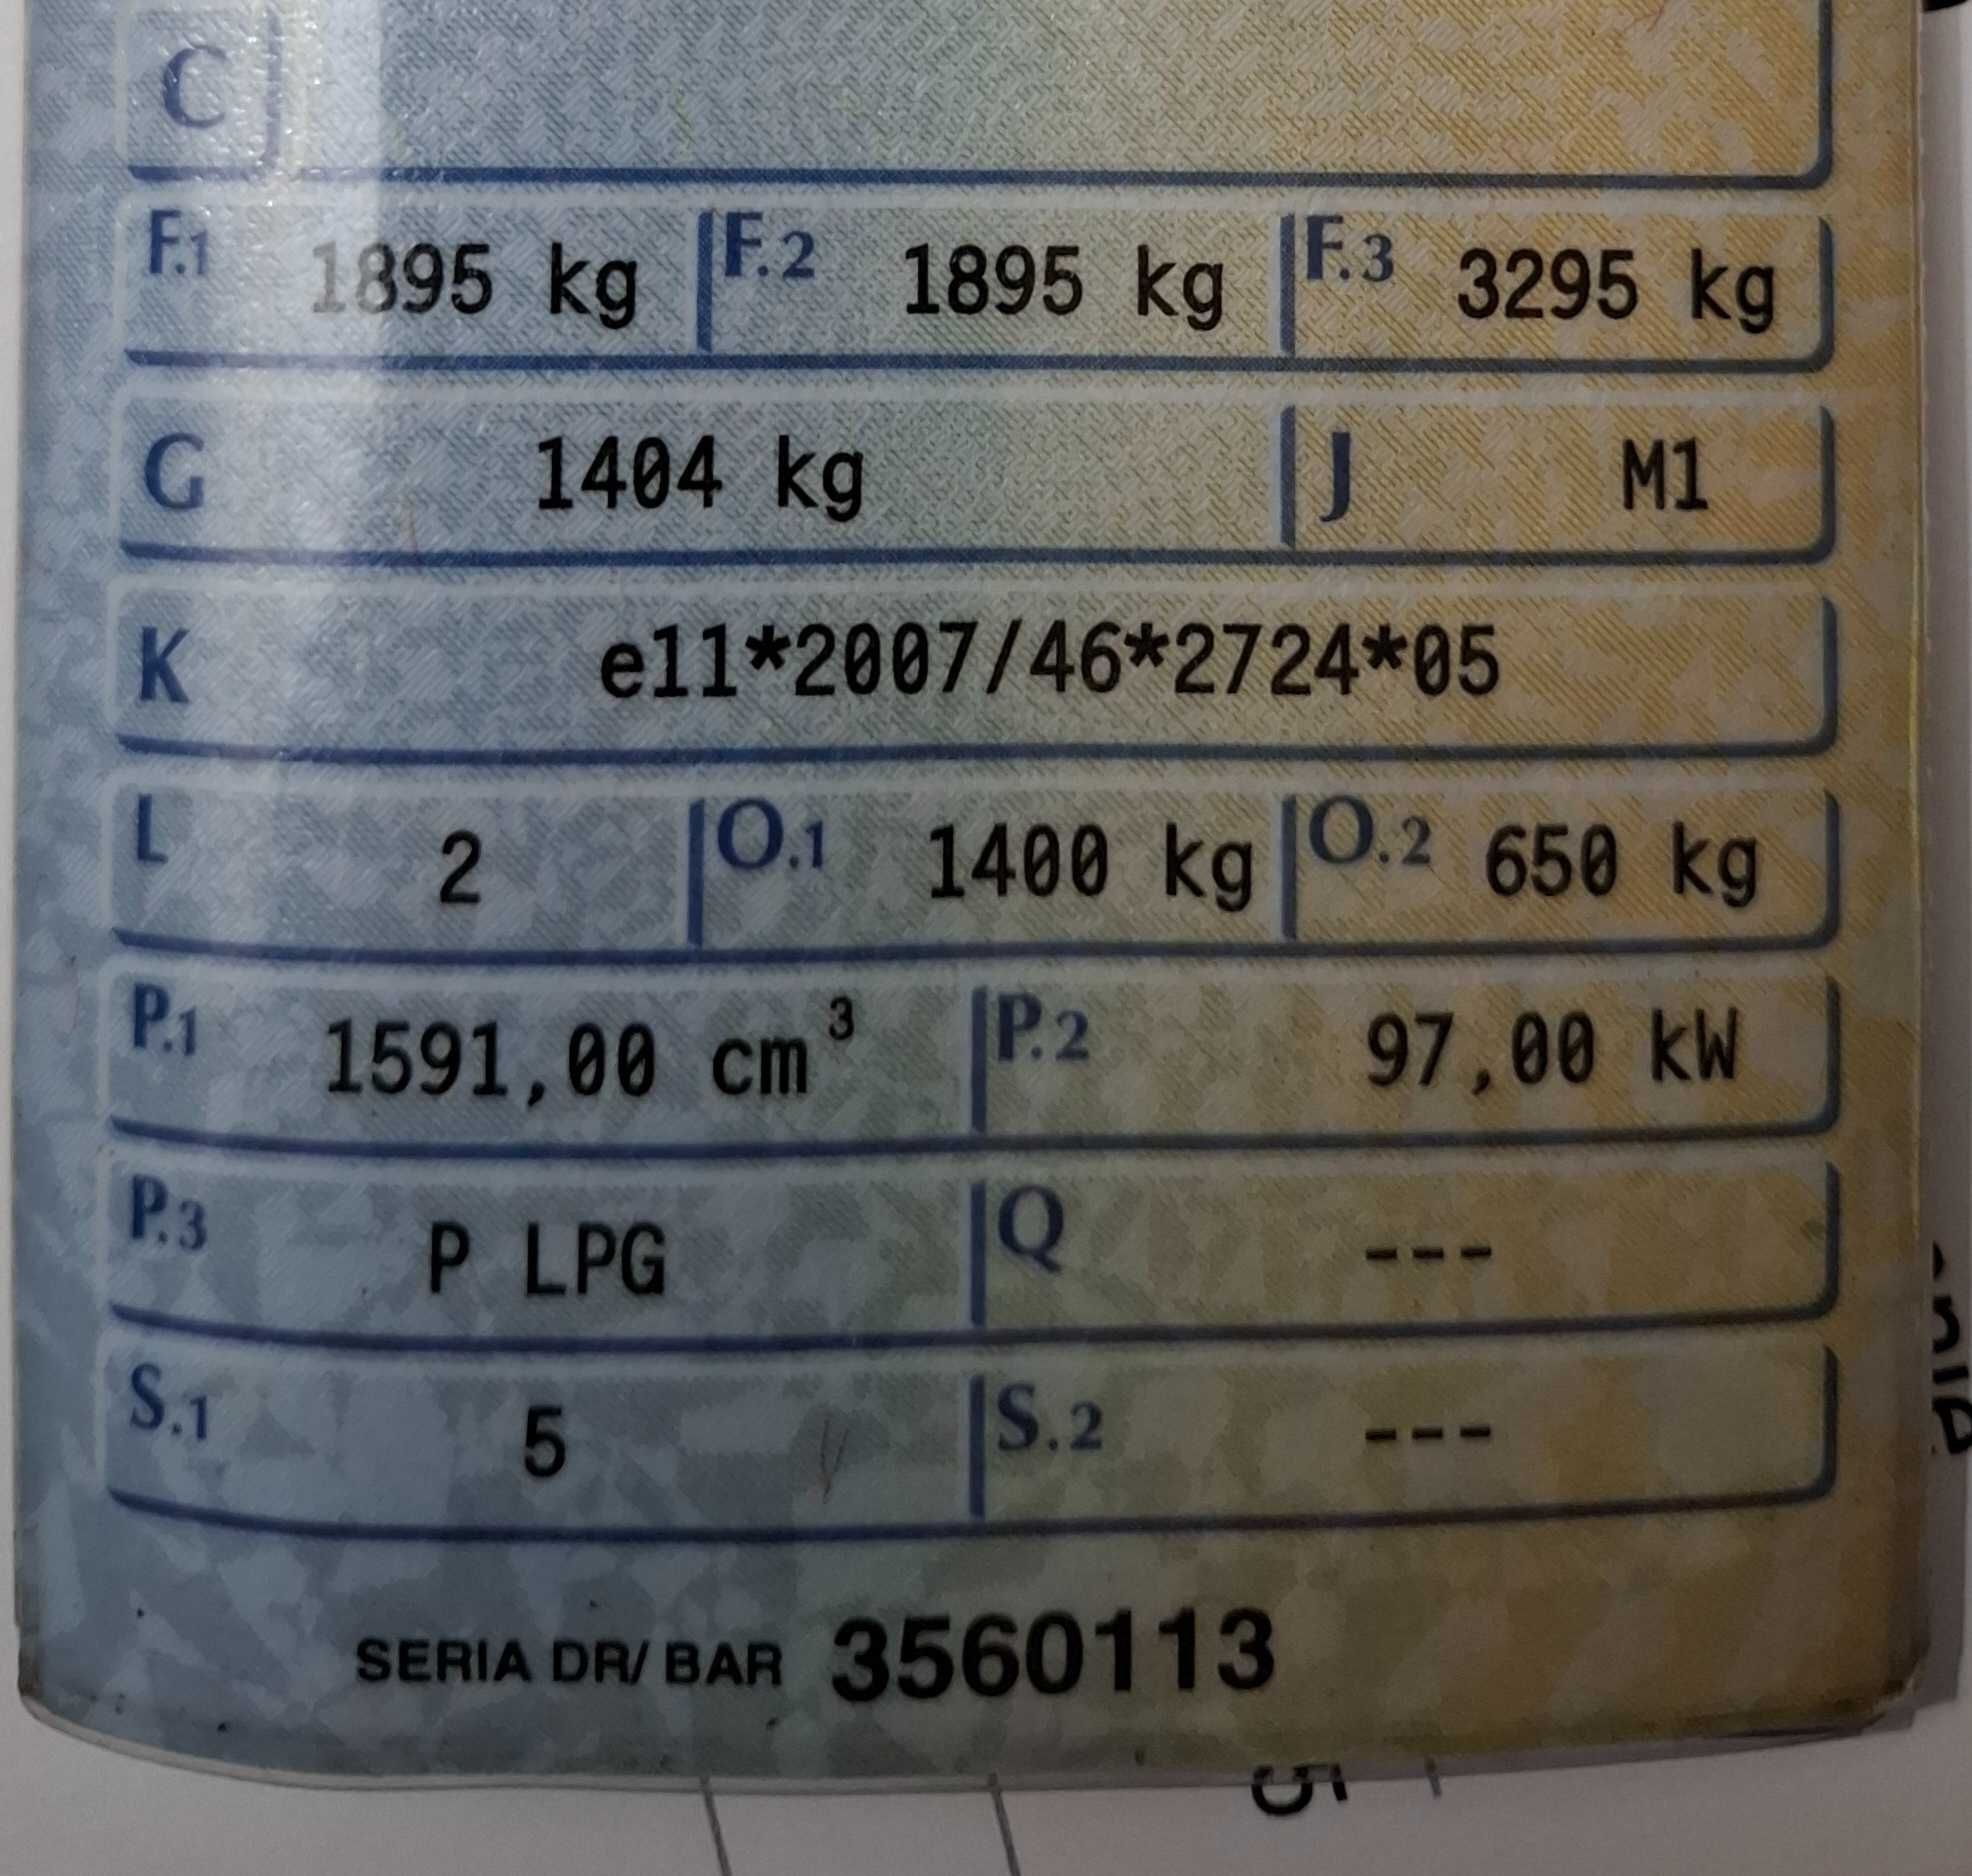 C
F.1 1895 kg F.2 1895 kg F.3 3295 kg
G 1404 kg J M1
K e11*2007/46*2724*05
L 2 O.1 1400 kg O.2 650 kg
P.1 1591,00 cm³ P.2 97,00 kW
P.3 P LPG Q ---
S.1 5 S.2 ---
SERIA DR/ BAR 3560113